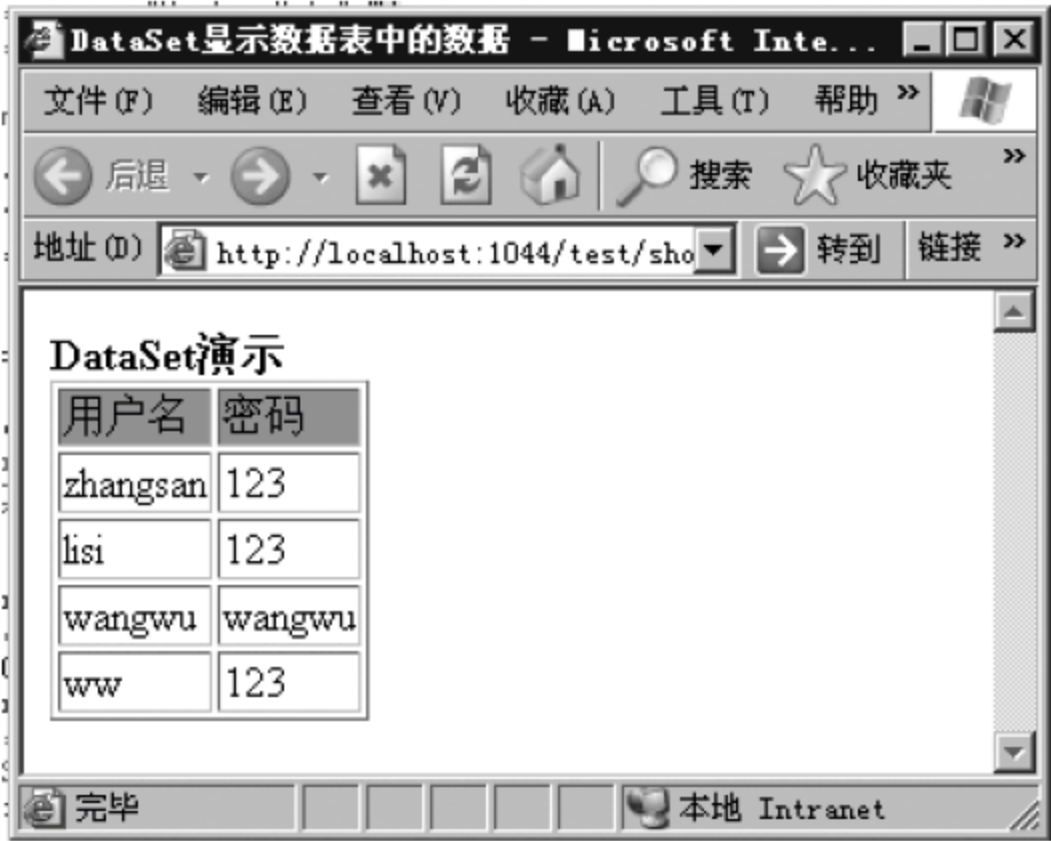 DataSet显示数据表中的数据 - Microsoft Inte...
文件(F) 编辑(E) 查看(V) 收藏(A) 工具(T) 帮助 »
后退 搜索 收藏夹 »
地址(D) http://localhost:1044/test/sho 转到 链接 »
DataSet演示
用户名 密码
zhangsan 123
lisi 123
wangwu wangwu
ww 123
完毕 本地 Intranet